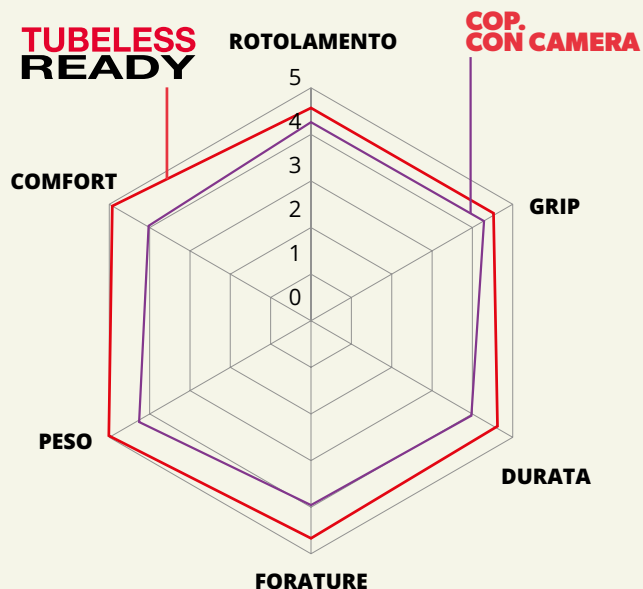 TUBELESS
READY
ROTOLAMENTO
COP.
CON CAMERA
5
4
3
2
1
0
COMFORT
GRIP
PESO
DURATA
FORATURE